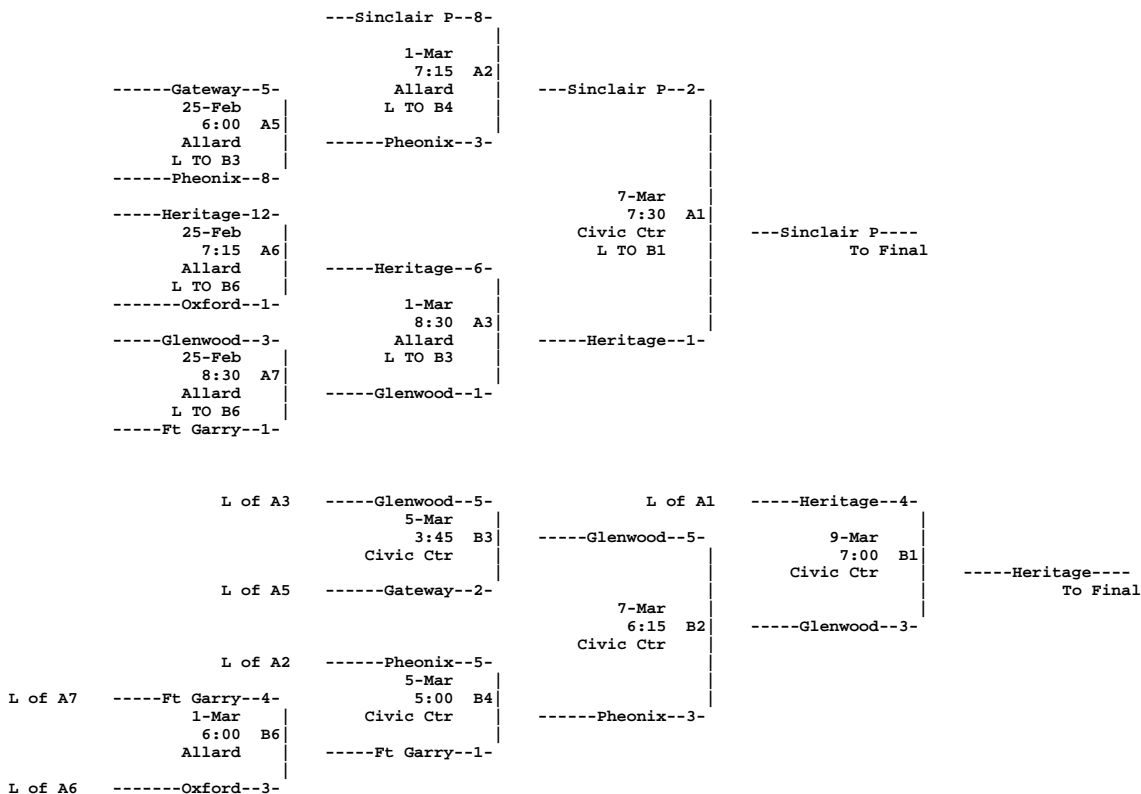 ---Sinclair P--8-
1-Mar
7:15 A2
------Gateway--5- Allard ---Sinclair P--2-
25-Feb L TO B4
6:00 A5
Allard ------Pheonix--3-
L TO B3
------Pheonix--8-
7-Mar
-----Heritage-12- 7:30 A1
25-Feb Civic Ctr ---Sinclair P----
7:15 A6 L TO B1 To Final
Allard -----Heritage--6-
L TO B6
-------Oxford--1- 1-Mar
8:30 A3
-----Glenwood--3- Allard -----Heritage--1-
25-Feb L TO B3
8:30 A7
Allard -----Glenwood--1-
L TO B6
-----Ft Garry--1-
L of A3 -----Glenwood--5- L of A1 -----Heritage--4-
5-Mar
3:45 B3 -----Glenwood--5- 9-Mar
Civic Ctr 7:00 B1
Civic Ctr -----Heritage----
L of A5 ------Gateway--2- To Final
7-Mar
6:15 B2 -----Glenwood--3-
Civic Ctr
L of A2 ------Pheonix--5-
5-Mar
L of A7 -----Ft Garry--4- 5:00 B4
1-Mar Civic Ctr ------Pheonix--3-
6:00 B6
Allard -----Ft Garry--1-
L of A6 -------Oxford--3-